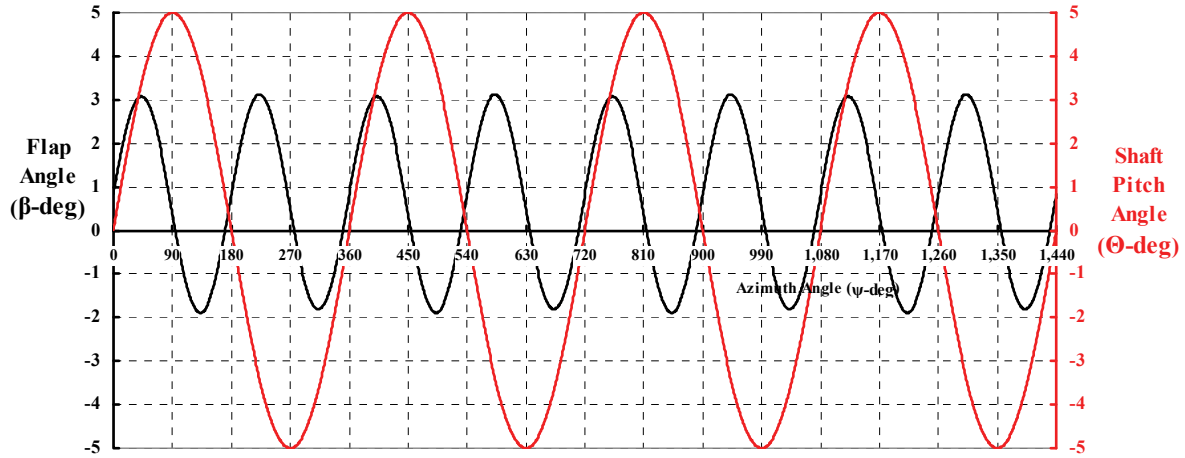 5
4
3
2
1
0
-1
-2
-3
-4
-5
Flap
Angle
(β-deg)
0 90 180 270 360 450 540 630 720 810 900 990 1,080 1,170 1,260 1,350 1,440
Azimuth Angle (ψ-deg)
5
4
3
2
1
0
-1
-2
-3
-4
-5
Shaft
Pitch
Angle
(Θ-deg)